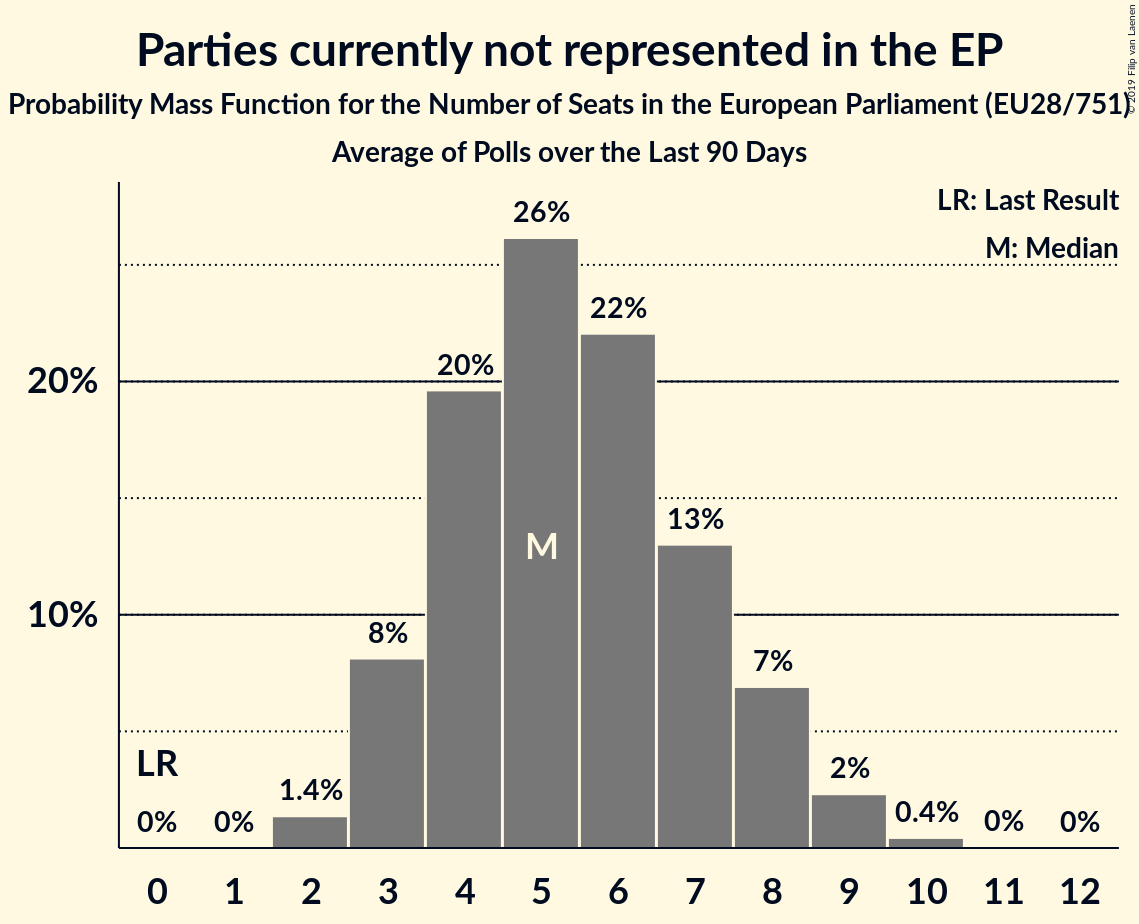 Parties currently not represented in the EP
Probability Mass Function for the Number of Seats in the European Parliament (EU28/751)
Average of Polls over the Last 90 Days
© 2019 Filip van Laenen
LR: Last Result
M: Median
26%
22%
20%
20%
13%
M
10%
8%
7%
LR
2%
1.4%
0.4%
0%
0%
0%
0%
0 1 2 3 4 5 6 7 8 9 10 11 12